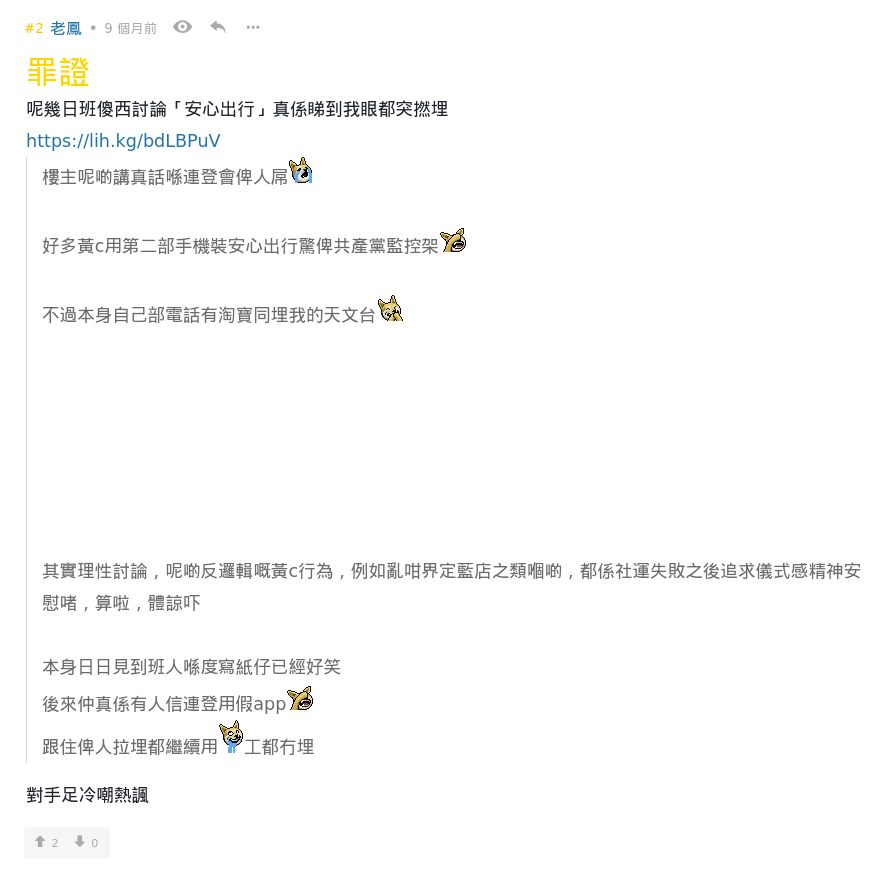 #2 老鳳 • 9 個月前
罪證
呢幾日班傻西討論「安心出行」真係睇到我眼都突撚埋
https://lih.kg/bdLBPuV
樓主呢啲講真話喺連登會俾人屌
好多黃c用第二部手機裝安心出行驚俾共產黨監控架
不過本身自己部電話有淘寶同埋我的天文台
其實理性討論，呢啲反邏輯嘅黃c行為，例如亂咁界定藍店之類嗰啲，都係社運失敗之後追求儀式感精神安
慰啫，算啦，體諒吓
本身日日見到班人喺度寫紙仔已經好笑
後來仲真係有人信連登用假app
跟住俾人拉埋都繼續用工都冇埋
對手足冷嘲熱諷
2 0